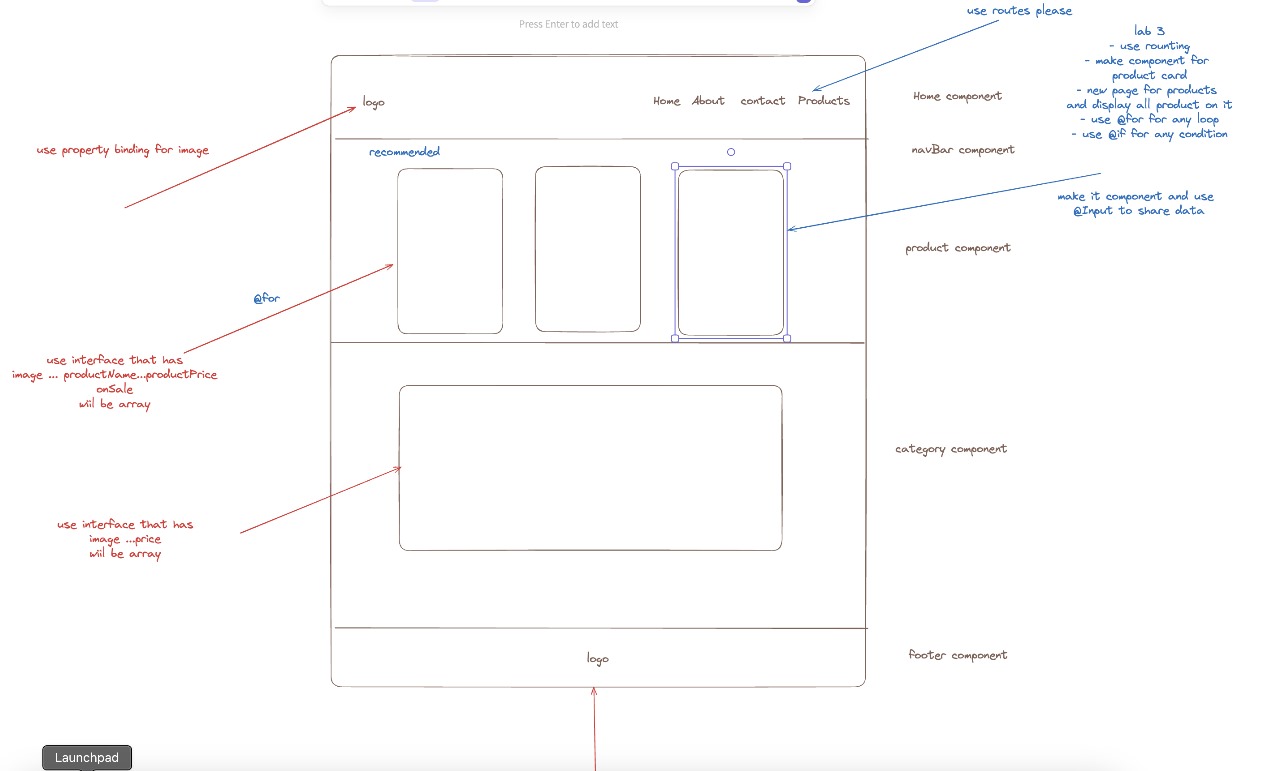 Press Enter to add text
use routes please
lab 3
- use rounting
- make component for
product card
- new page for products
and display all product on it
- use @for for any loop
- use @if for any condition
logo
Home About contact Products
Home component
use property binding for image
recommended
navBar component
make it component and use
@Input to share data
product component
@for
use interface that has
image ... productName...productPrice
onSale
wiil be array
category component
use interface that has
image ...price
wiil be array
logo
footer component
Launchpad